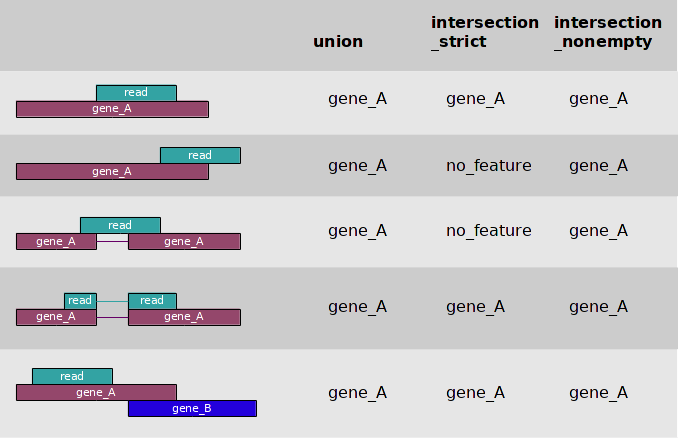 union intersection_strict intersection_nonempty
read
gene_A gene_A gene_A gene_A
read
gene_A gene_A no_feature gene_A
read
gene_A gene_A gene_A no_feature gene_A
read read
gene_A gene_A gene_A gene_A gene_A
read
gene_A gene_A gene_A gene_A
gene_B